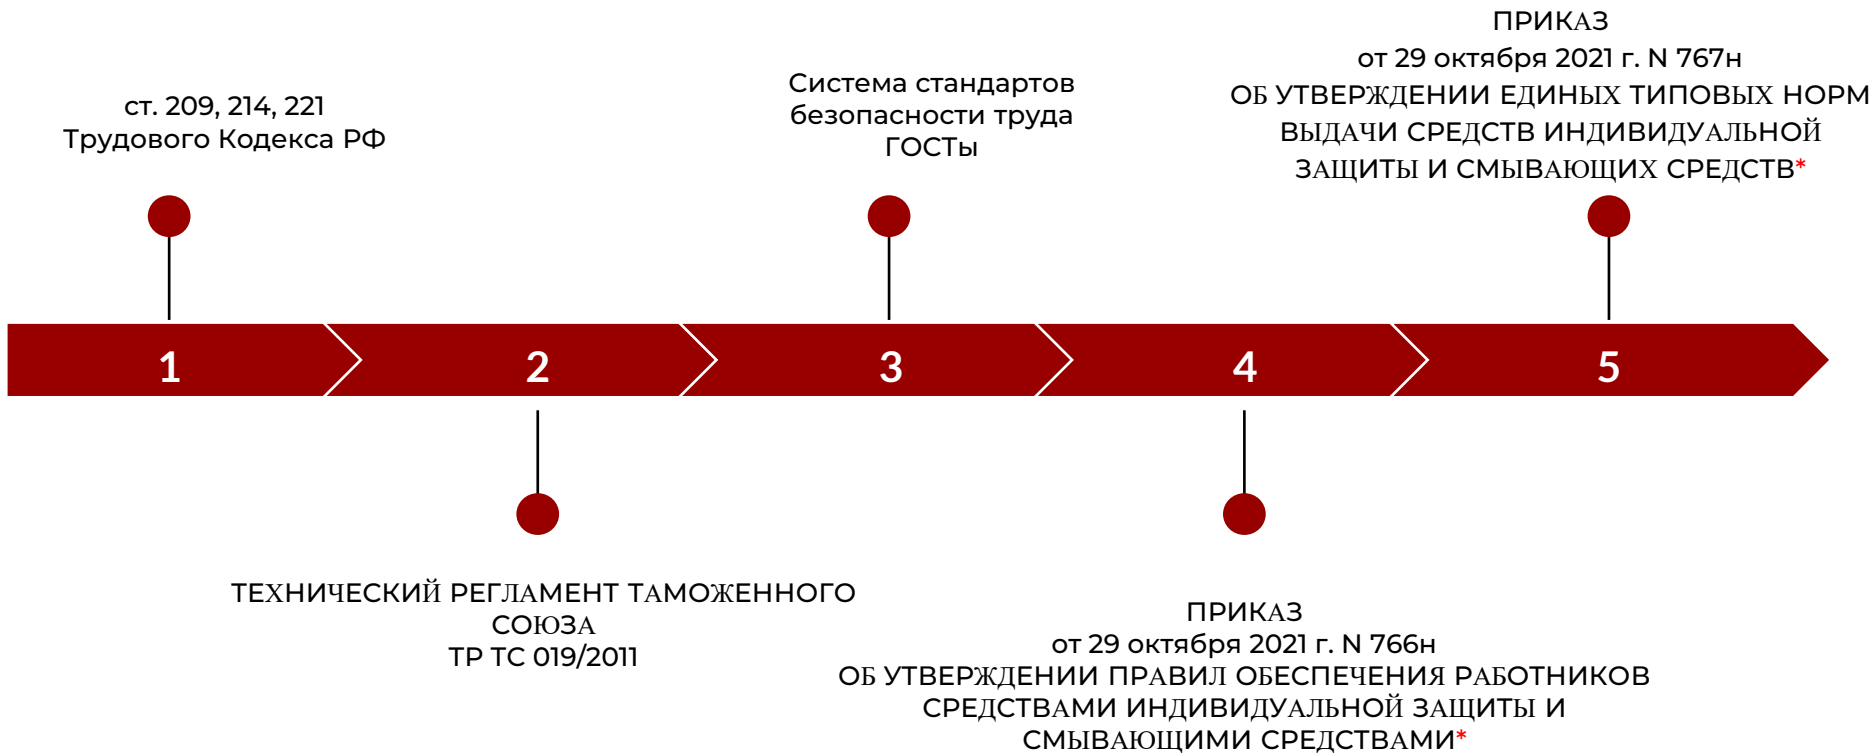 ст. 209, 214, 221
Трудового Кодекса РФ
Система стандартов
безопасности труда
ГОСТы
ПРИКАЗ
от 29 октября 2021 г. N 767н
ОБ УТВЕРЖДЕНИИ ЕДИНЫХ ТИПОВЫХ НОРМ
ВЫДАЧИ СРЕДСТВ ИНДИВИДУАЛЬНОЙ
ЗАЩИТЫ И СМЫВАЮЩИХ СРЕДСТВ*
1
2
3
4
5
ТЕХНИЧЕСКИЙ РЕГЛАМЕНТ ТАМОЖЕННОГО
СОЮЗА
ТР ТС 019/2011
ПРИКАЗ
от 29 октября 2021 г. N 766н
ОБ УТВЕРЖДЕНИИ ПРАВИЛ ОБЕСПЕЧЕНИЯ РАБОТНИКОВ
СРЕДСТВАМИ ИНДИВИДУАЛЬНОЙ ЗАЩИТЫ И
СМЫВАЮЩИМИ СРЕДСТВАМИ*